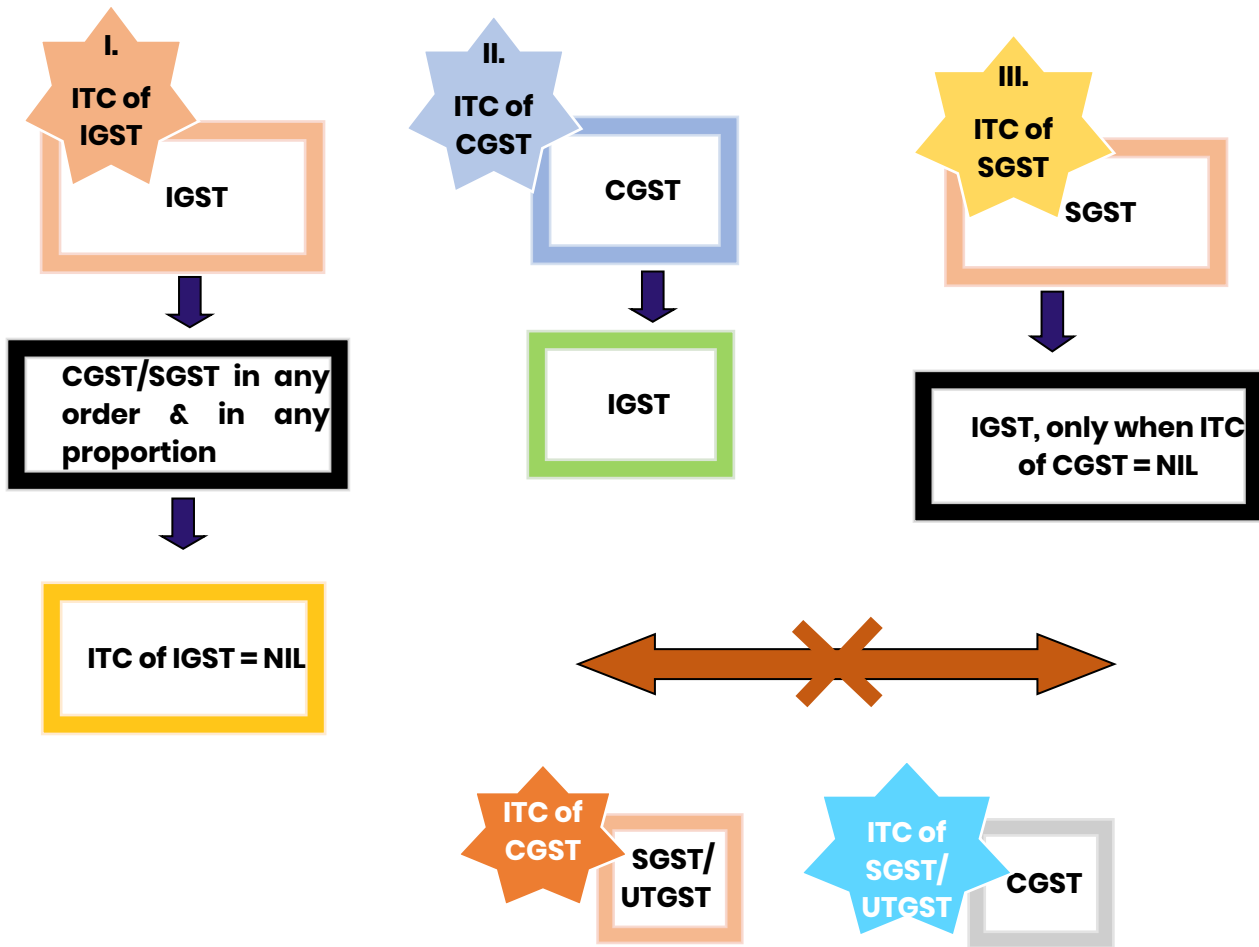 I.
ITC of
IGST
IGST
CGST/SGST in any
order & in any
proportion
ITC of IGST = NIL
II.
ITC of
CGST
CGST
IGST
III.
ITC of
SGST
SGST
IGST, only when ITC
of CGST = NIL
ITC of
CGST
SGST/
UTGST
ITC of
SGST/
UTGST
CGST